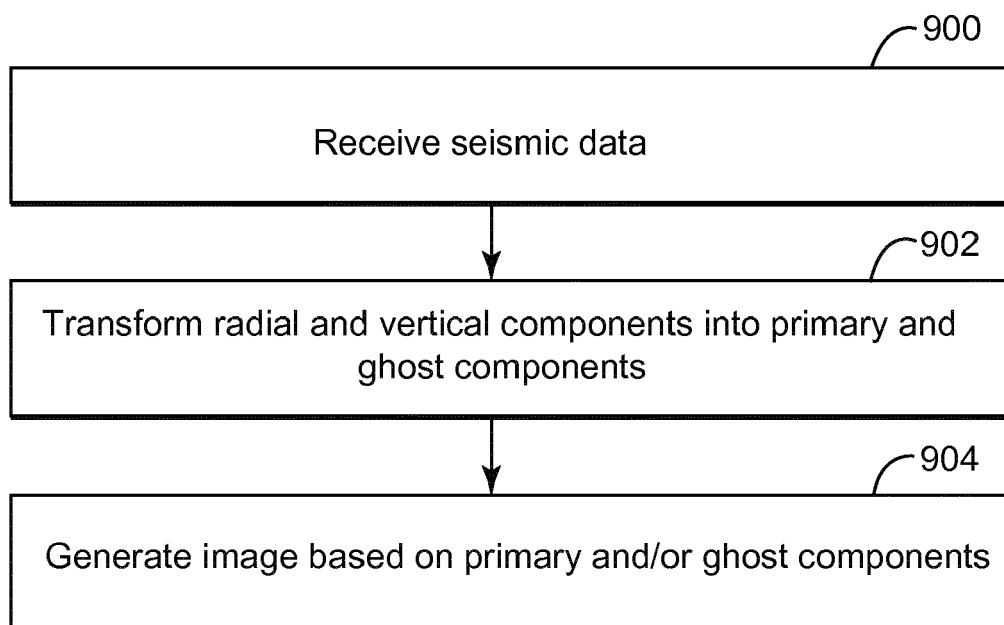 900
Receive seismic data
902
Transform radial and vertical components into primary and
ghost components
904
Generate image based on primary and/or ghost components